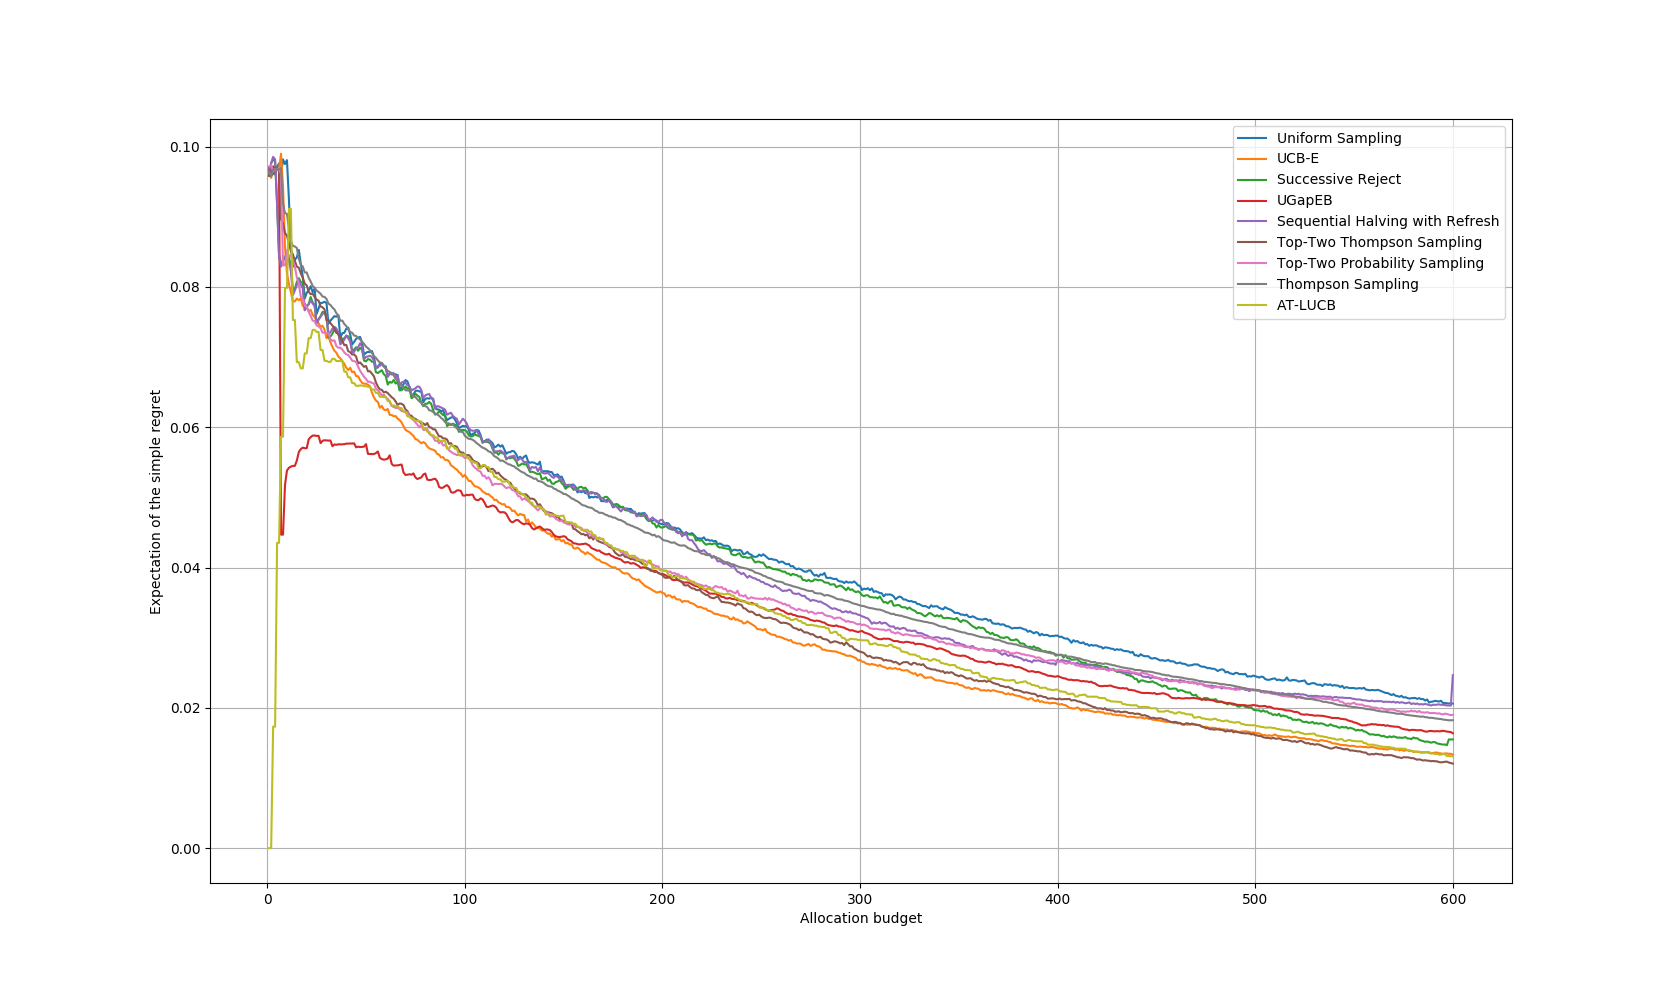 Expectation of the simple regret
0.10
0.08
0.06
0.04
0.02
0.00
Uniform Sampling
UCB-E
Successive Reject
UGapEB
Sequential Halving with Refresh
Top-Two Thompson Sampling
Top-Two Probability Sampling
Thompson Sampling
AT-LUCB
0 100 200 300 400 500 600
Allocation budget